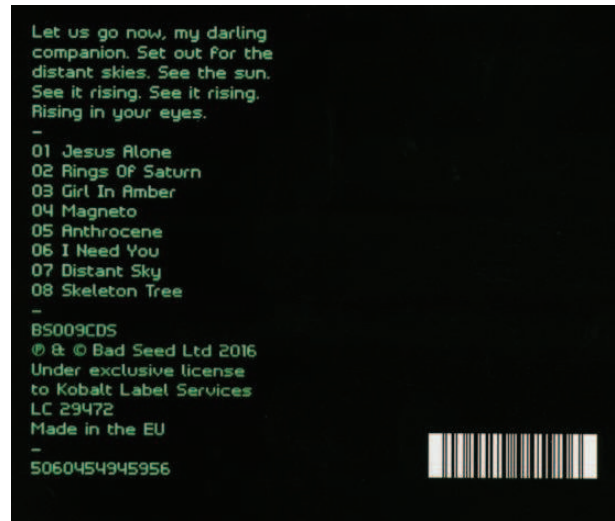 Let us go now, my darling
companion. Set out for the
distant skies. See the sun.
See it rising. See it rising.
Rising in your eyes.
–
01 Jesus Alone
02 Rings Of Saturn
03 Girl In Amber
04 Magneto
05 Anthrocene
06 I Need You
07 Distant Sky
08 Skeleton Tree
–
BS009CDS
℗ & © Bad Seed Ltd 2016
Under exclusive license
to Kobalt Label Services
LC 29472
Made in the EU
–
5060454945956